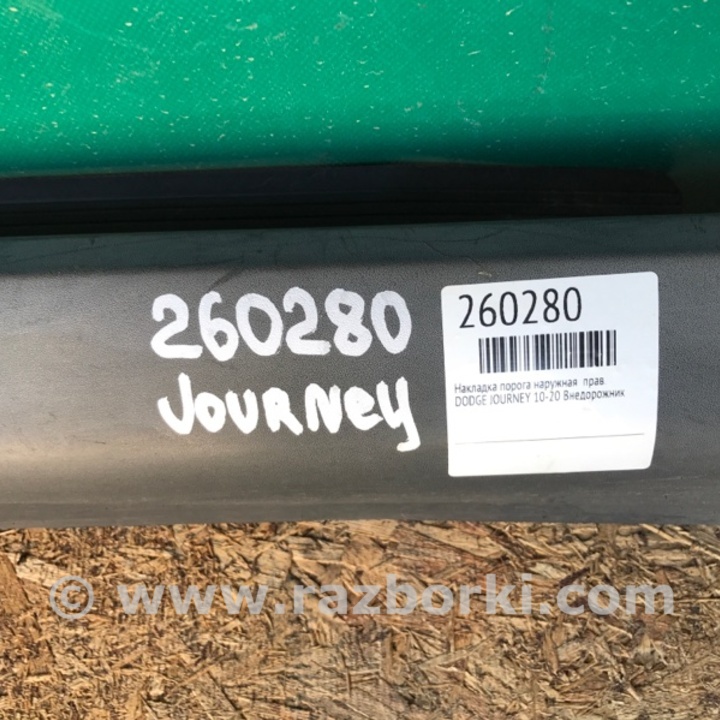 260280
Journey
260280
Накладка порога наружная прав.
DODGE JOURNEY 10-20 Внедорожник
© www.razborki.com